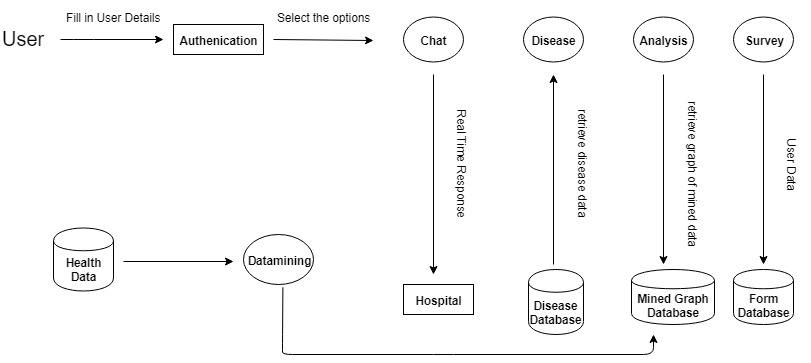 Fill in User Details
Select the options
User
Authenication
Chat
Disease
Analysis
Survey
Real Time Response
retrieve disease data
retrieve graph of mined data
User Data
Health
Data
Datamining
Hospital
Disease
Database
Mined Graph
Database
Form
Database